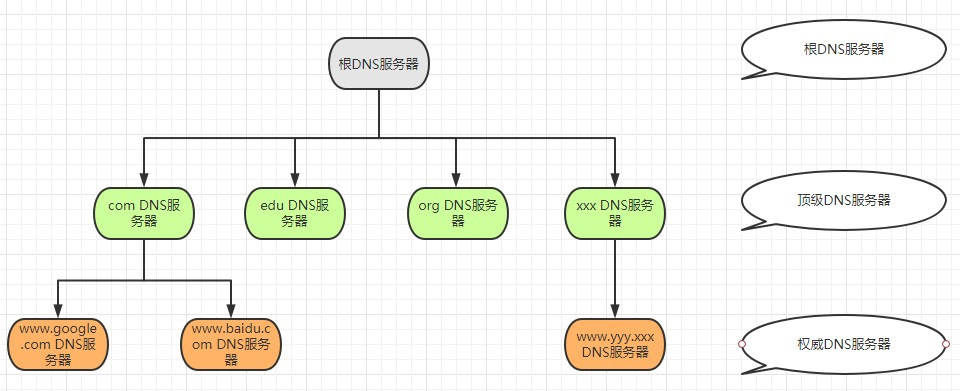 根DNS服务器
根DNS服务器
com DNS服
务器
edu DNS服
务器
org DNS服务
器
xxx DNS服务
器
顶级DNS服务器
www.google
.com DNS服
务器
www.baidu.c
om DNS服务
器
www.yyy.xxx
DNS服务器
权威DNS服务器